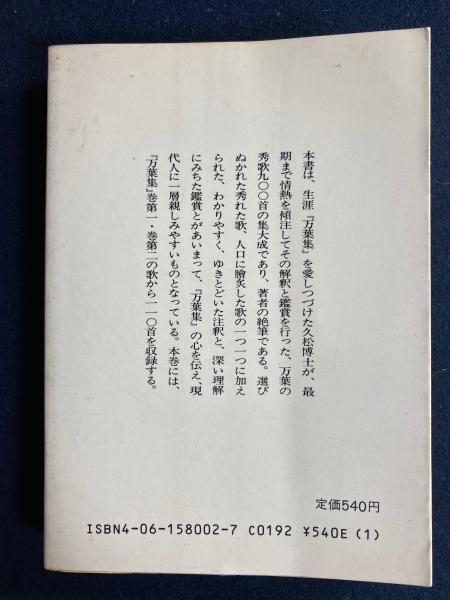 本書は、生涯『万葉集』を愛しつづけた久松博士が、最
期まで情熱を傾注してその解釈と鑑賞を行った、万葉の
秀歌九〇〇首の集大成であり、著者の絶筆である。選び
ぬかれた秀れた歌、人口に膾炙した歌の一つ一つに加え
られた、わかりやすく、ゆきとどいた注釈と、深い理解
にみちた鑑賞とがあいまって、『万葉集』の心を伝え、現
代人に一層親しみやすいものとなっている。本巻には、
『万葉集』巻第一・巻第二の歌から一一〇首を収録する。
定価540円
ISBN4-06-158002-7 C0192 ¥540E (1)